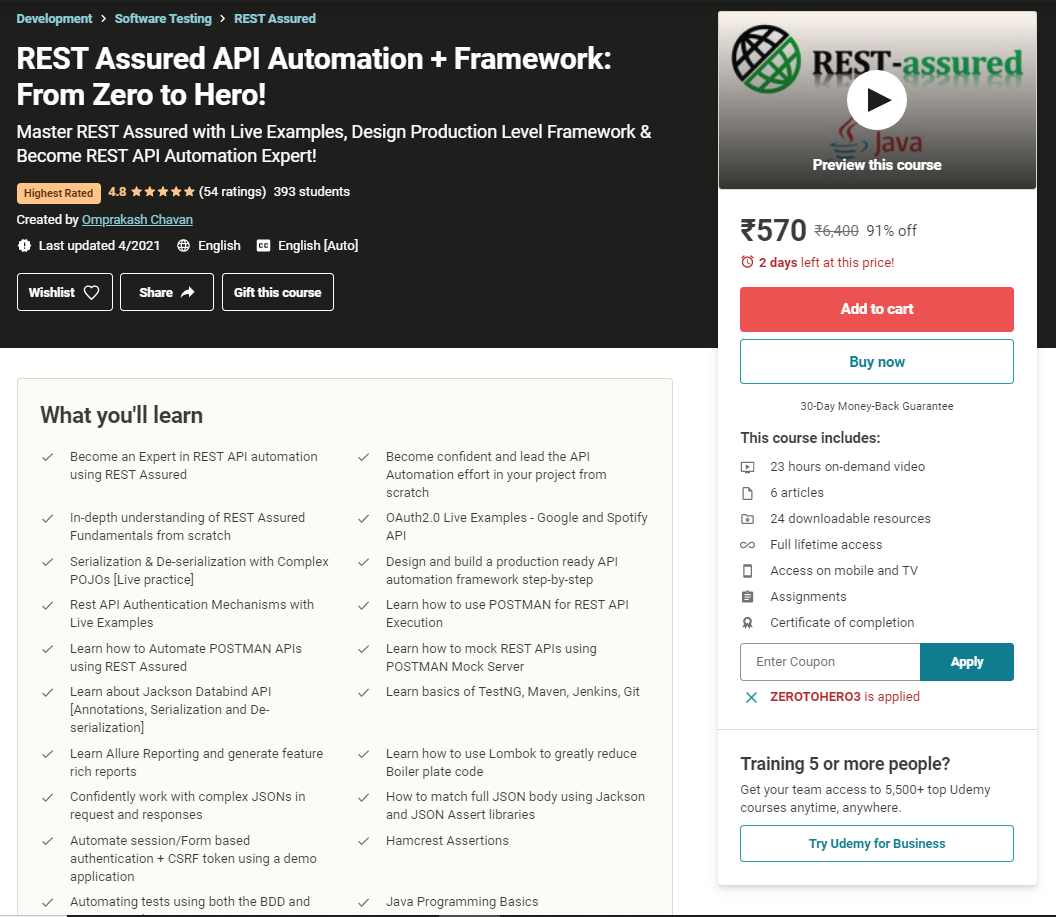 Development > Software Testing > REST Assured
REST Assured API Automation + Framework:
From Zero to Hero!
Master REST Assured with Live Examples, Design Production Level Framework &
Become REST API Automation Expert!
Highest Rated 4.8 (54 ratings) 393 students
Created by Omprakash Chavan
Last updated 4/2021 English CC English [Auto]
Wishlist Share Gift this course
What you'll learn
Become an Expert in REST API automation
using REST Assured
Become confident and lead the API
Automation effort in your project from
scratch
In-depth understanding of REST Assured
Fundamentals from scratch
OAuth2.0 Live Examples - Google and Spotify
API
Serialization & De-serialization with Complex
POJOs [Live practice]
Design and build a production ready API
automation framework step-by-step
Rest API Authentication Mechanisms with
Live Examples
Learn how to use POSTMAN for REST API
Execution
Learn how to Automate POSTMAN APIs
using REST Assured
Learn how to mock REST APIs using
POSTMAN Mock Server
Learn about Jackson Databind API
[Annotations, Serialization and De-
serialization]
Learn basics of TestNG, Maven, Jenkins, Git
Learn Allure Reporting and generate feature
rich reports
Learn how to use Lombok to greatly reduce
Boiler plate code
Confidently work with complex JSONs in
request and responses
How to match full JSON body using Jackson
and JSON Assert libraries
Automate session/Form based
authentication + CSRF token using a demo
application
Hamcrest Assertions
Automating tests using both the BDD and
Java Programming Basics
REST-assured
Java
Preview this course
₹570 ₹6,400 91% off
2 days left at this price!
Add to cart
Buy now
30-Day Money-Back Guarantee
This course includes:
23 hours on-demand video
6 articles
24 downloadable resources
Full lifetime access
Access on mobile and TV
Assignments
Certificate of completion
Enter Coupon Apply
ZEROTOHERO3 is applied
Training 5 or more people?
Get your team access to 5,500+ top Udemy
courses anytime, anywhere.
Try Udemy for Business